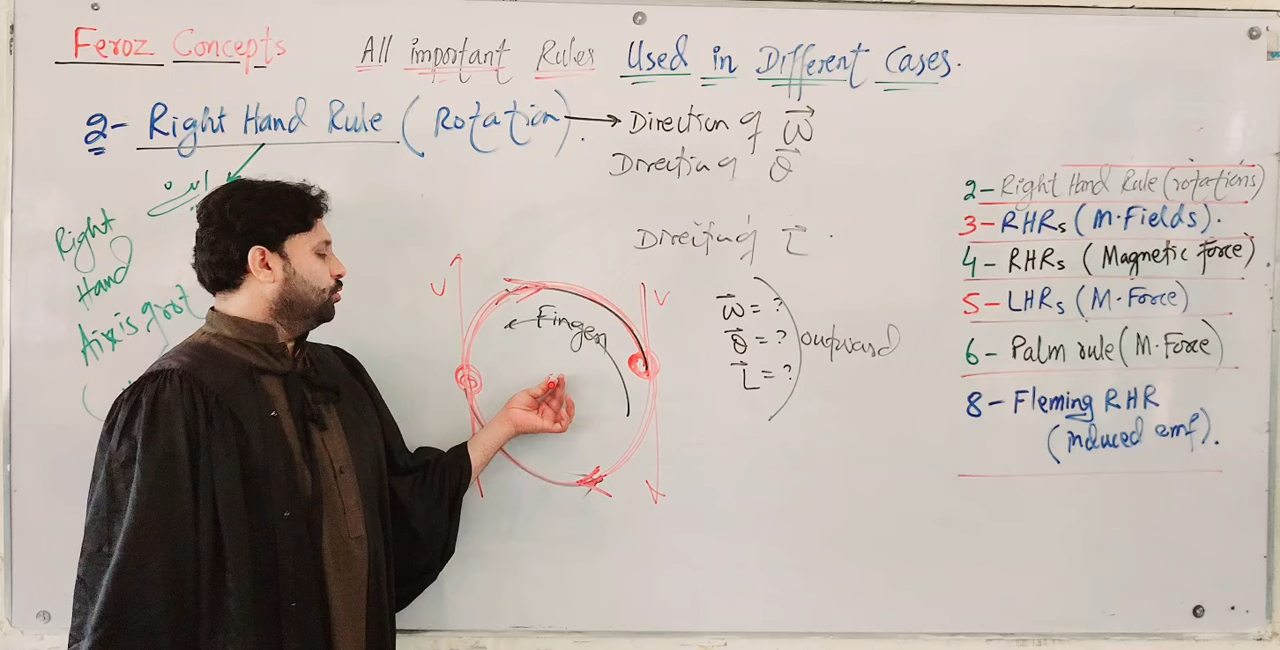 Feroz Concepts
All important Rules Used in Different Cases.
2- Right Hand Rule (Rotation). → Direction of ω⃗
Direction of θ⃗
Direction of L⃗ .
Right
Hand
V
V
Finger
ω⃗ = ?
θ⃗ = ?
L⃗ = ?
outward
2- Right Hand Rule (rotations)
3- RHRs (M.Fields).
4- RHRs (Magnetic force)
5- LHRs (M.Force)
6- Palm rule (M.Force)
8- Fleming RHR
(induced emf).